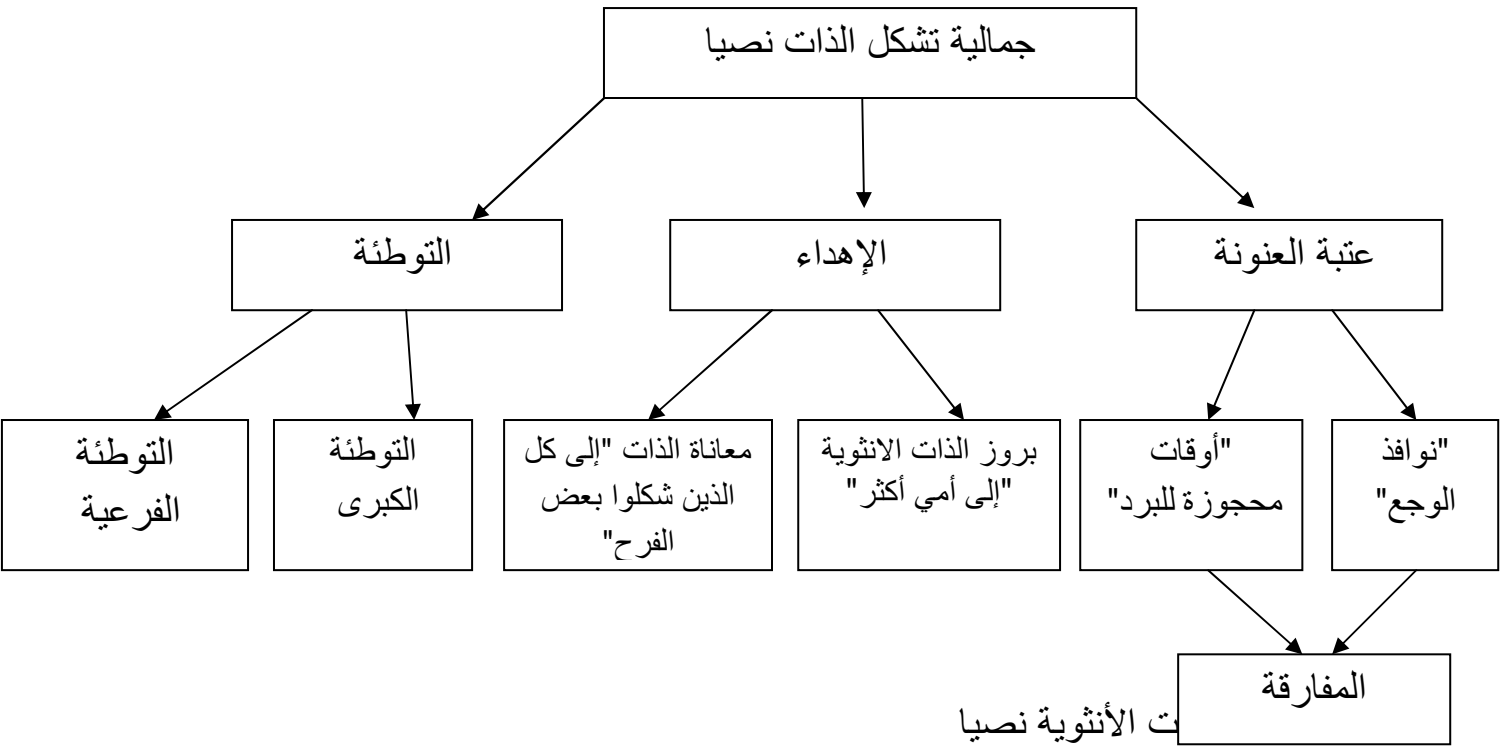 جمالية تشكل الذات نصيا
عتبة العنونة
الإهداء
التوطئة
"نوافذ
الوجع"
"أوقات
محجوزة للبرد"
بروز الذات الانثوية
"إلى أمي أكثر"
معاناة الذات "إلى كل
الذين شكلوا بعض
الفرح"
التوطئة
الكبرى
التوطئة
الفرعية
المفارقة
ت الأنثوية نصيا